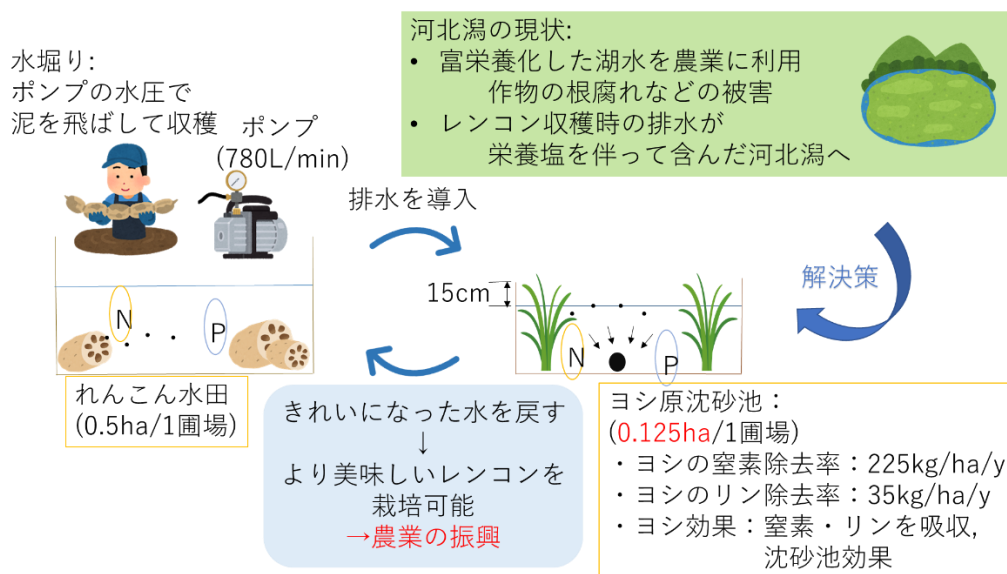 水堀り:
ポンプの水圧で
泥を飛ばして収穫
ポンプ
(780L/min)
河北潟の現状:
• 富栄養化した湖水を農業に利用
作物の根腐れなどの被害
• レンコン収穫時の排水が
栄養塩を伴って含んだ河北潟へ
排水を導入
解決策
15cm
N
P
N
P
れんこん水田
(0.5ha/1圃場)
きれいになった水を戻す
↓
より美味しいレンコンを
栽培可能
→農業の振興
ヨシ原沈砂池：
(0.125ha/1圃場)
・ヨシの窒素除去率：225kg/ha/y
・ヨシのリン除去率：35kg/ha/y
・ヨシ効果：窒素・リンを吸収,
沈砂池効果